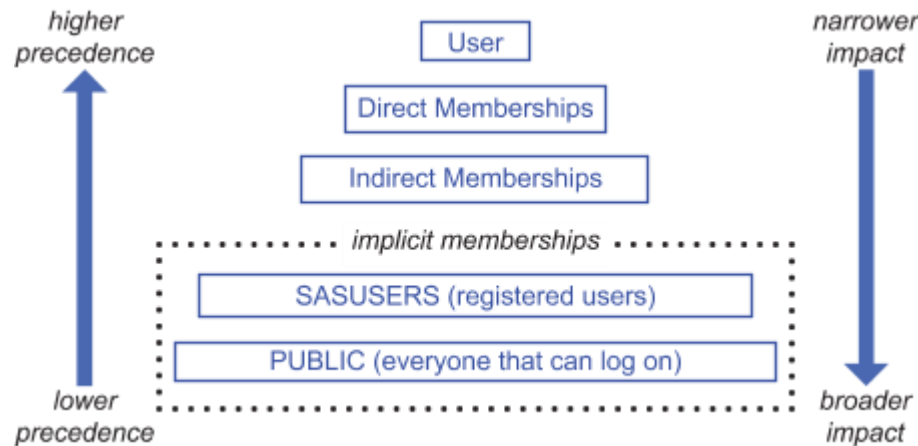 higher
precedence
User
narrower
impact
Direct Memberships
Indirect Memberships
implicit memberships
SASUSERS (registered users)
PUBLIC (everyone that can log on)
lower
precedence
broader
impact